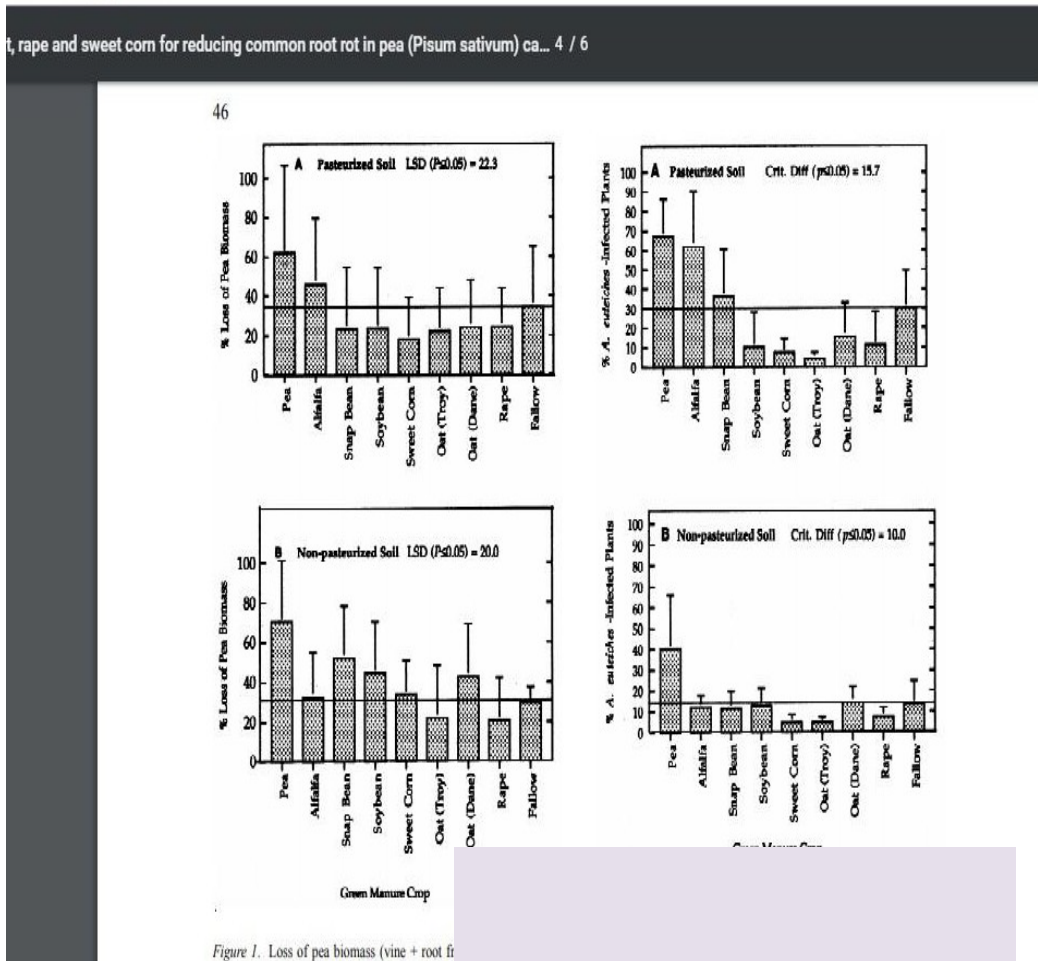 t, rape and sweet corn for reducing common root rot in pea (Pisum sativum) ca... 4 / 6
46
A Pasteurized Soil LSD (P≤0.05) = 22.3
% Loss of Pea Biomass
100
80
60
40
20
0
Pea
Alfalfa
Snap Bean
Soybean
Sweet Corn
Oat (Troy)
Oat (Dane)
Rape
Fallow
A Pasteurized Soil Crit. Diff (p≤0.05) = 15.7
% A. euteiches -Infected Plants
100
90
80
70
60
50
40
30
20
10
0
Pea
Alfalfa
Snap Bean
Soybean
Sweet Corn
Oat (Troy)
Oat (Dane)
Rape
Fallow
B Non-pasteurized Soil LSD (P≤0.05) = 20.0
% Loss of Pea Biomass
100
80
60
40
20
0
Pea
Alfalfa
Snap Bean
Soybean
Sweet Corn
Oat (Troy)
Oat (Dane)
Rape
Fallow
Green Manure Crop
B Non-pasteurized Soil Crit. Diff (p≤0.05) = 10.0
% A. euteiches -Infected Plants
100
90
80
70
60
50
40
30
20
10
0
Pea
Alfalfa
Snap Bean
Soybean
Sweet Corn
Oat (Troy)
Oat (Dane)
Rape
Fallow
Figure 1. Loss of pea biomass (vine + root fr